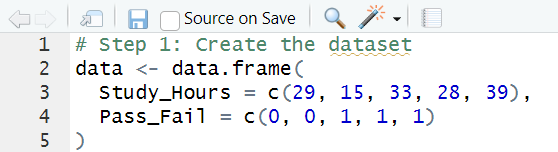 Source on Save
1 # Step 1: Create the dataset
2 data <- data.frame(
3   Study_Hours = c(29, 15, 33, 28, 39),
4   Pass_Fail = c(0, 0, 1, 1, 1)
5 )